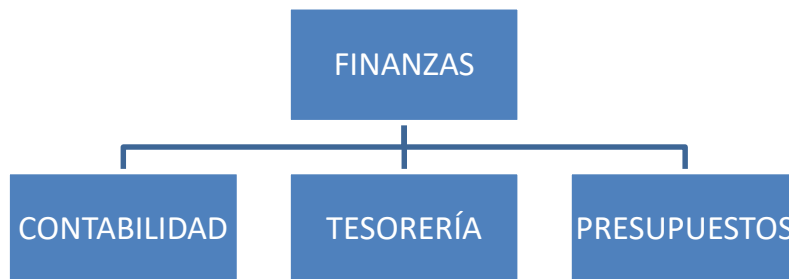 FINANZAS
CONTABILIDAD
TESORERÍA
PRESUPUESTOS